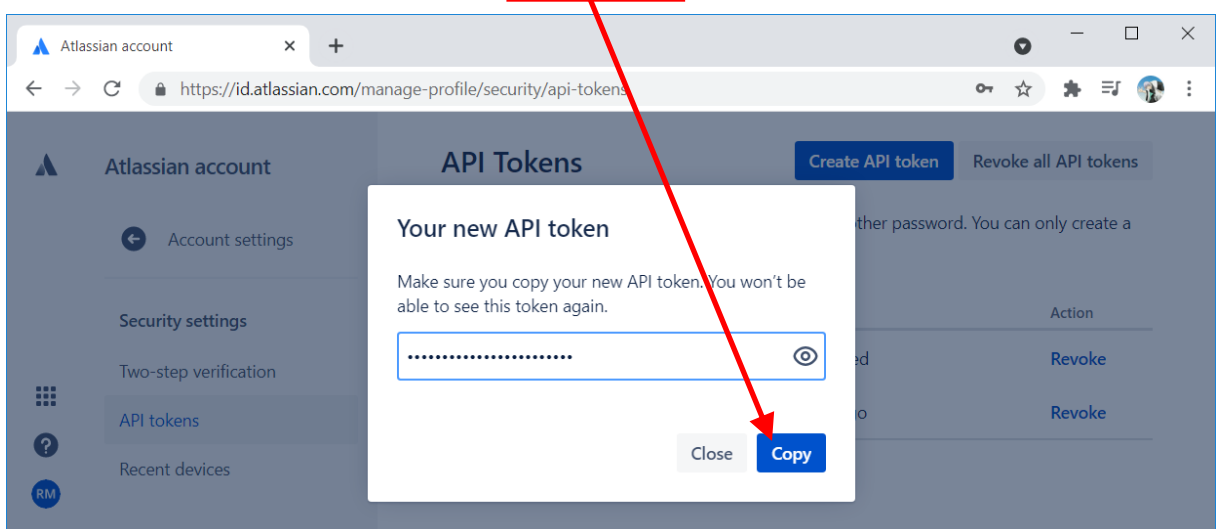 Atlassian account
https://id.atlassian.com/manage-profile/security/api-tokens
Atlassian account
API Tokens
Create API token
Revoke all API tokens
Account settings
Your new API token
other password. You can only create a
Make sure you copy your new API token. You won't be
able to see this token again.
Security settings
Action
Two-step verification
••••••••••••••••••••••••
Revoke
API tokens
Revoke
Recent devices
Close
Copy
RM